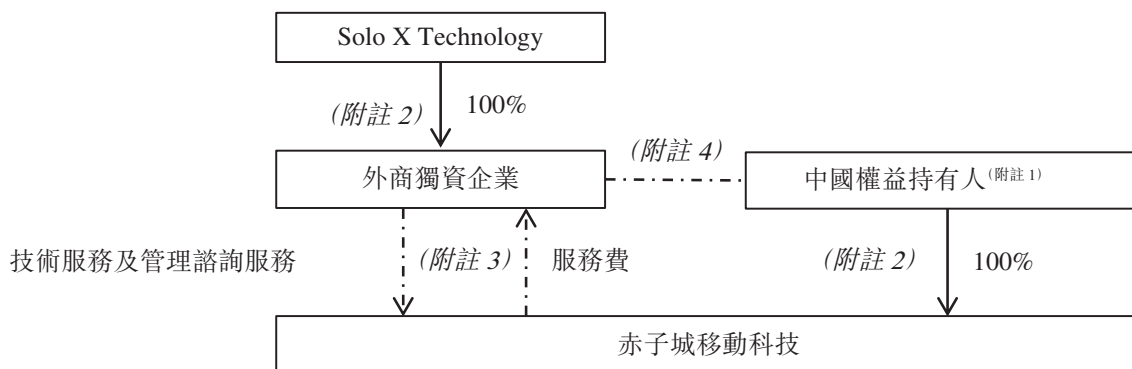 Solo X Technology
(附註 2) 100%
外商獨資企業
(附註 4)
中國權益持有人(附註 1)
技術服務及管理諮詢服務
(附註 3)
服務費
(附註 2) 100%
赤子城移動科技